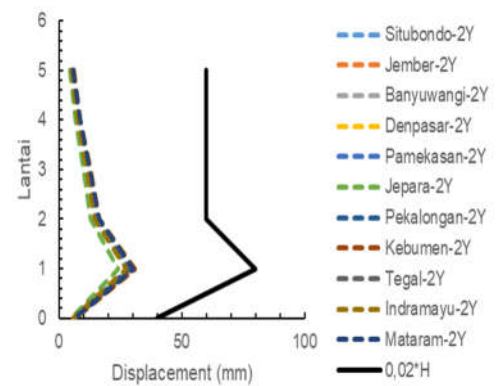 6
5
4
3
2
1
0
Lantai
0 50 100
Displacement (mm)
Situbondo-2Y
Jember-2Y
Banyuwangi-2Y
Denpasar-2Y
Pamekasan-2Y
Jepara-2Y
Pekalongan-2Y
Kebumen-2Y
Tegal-2Y
Indramayu-2Y
Mataram-2Y
0,02*H